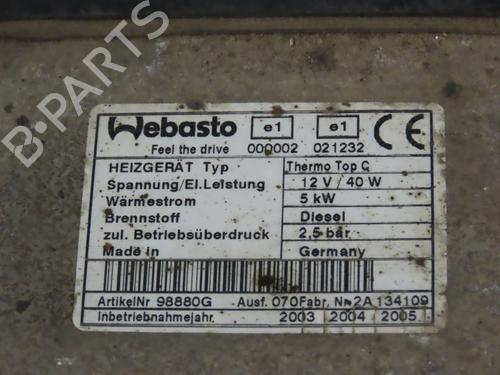 B-PARTS
Webasto e1 e1 CE
Feel the drive 000002 021232
HEIZGERÄT Typ Thermo Top C
Spannung/El.Leistung 12 V / 40 W
Wärmestrom 5 kW
Brennstoff Diesel
zul. Betriebsüberdruck 2,5 bar
Made in Germany
ArtikelNr 98880G Ausf. 070 Fabr. Nr. 2A134109
Inbetriebnahmejahr. 2003 2004 2005